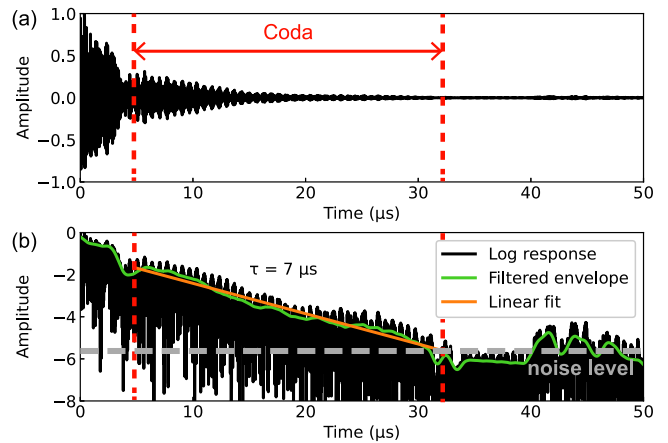 (a)
Coda
Amplitude
1.0
0.5
0.0
−0.5
−1.0
0 10 20 30 40 50
Time (μs)
(b)
τ = 7 μs
Log response
Filtered envelope
Linear fit
noise level
Amplitude
0
−2
−4
−6
−8
0 10 20 30 40 50
Time (μs)